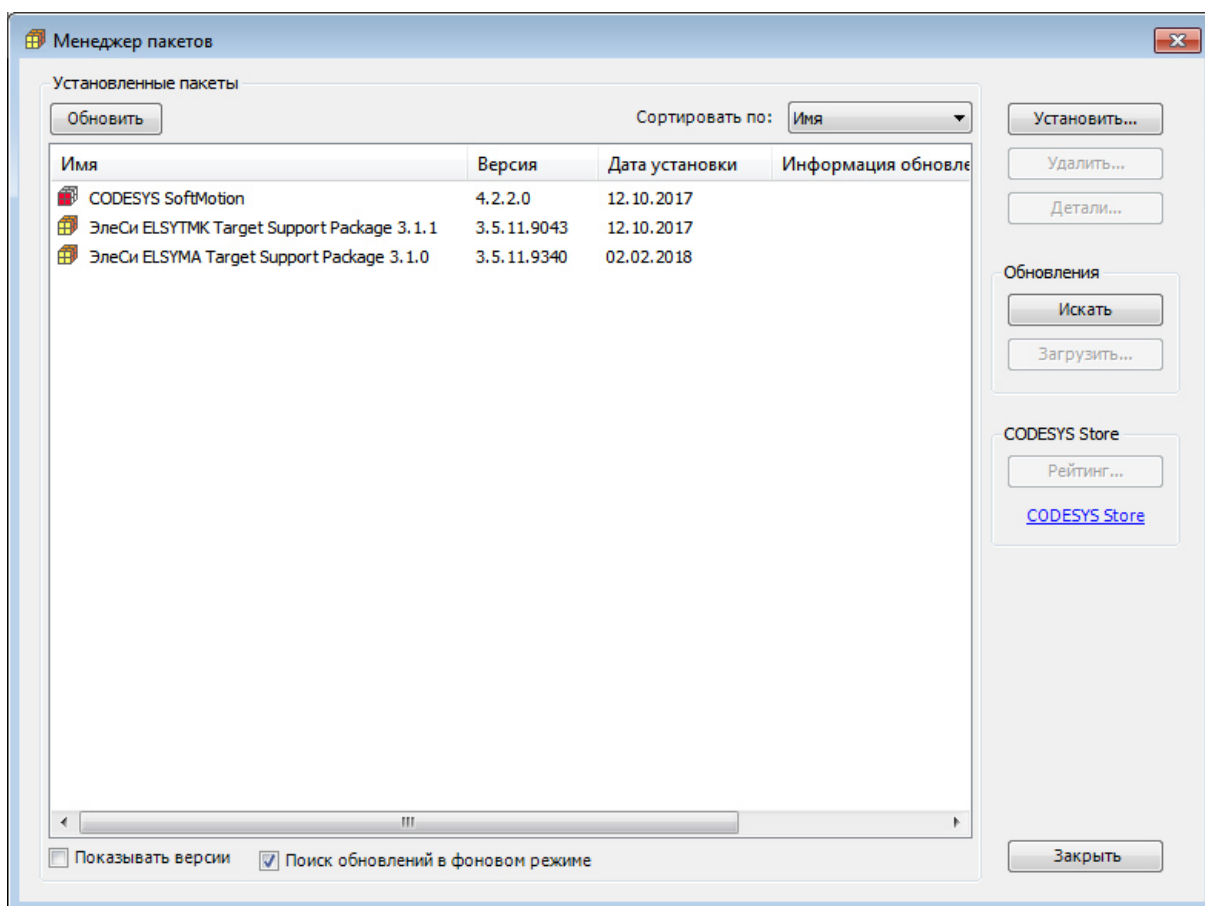 Менеджер пакетов
Установленные пакеты
Обновить
Сортировать по:
Имя
Имя Версия Дата установки Информация обновле
CODESYS SoftMotion 4.2.2.0 12.10.2017
ЭлеСи ELSYTMK Target Support Package 3.1.1 3.5.11.9043 12.10.2017
ЭлеСи ELSYMA Target Support Package 3.1.0 3.5.11.9340 02.02.2018
Показывать версии
Поиск обновлений в фоновом режиме
Установить...
Удалить...
Детали...
Обновления
Искать
Загрузить...
CODESYS Store
Рейтинг...
CODESYS Store
Закрыть